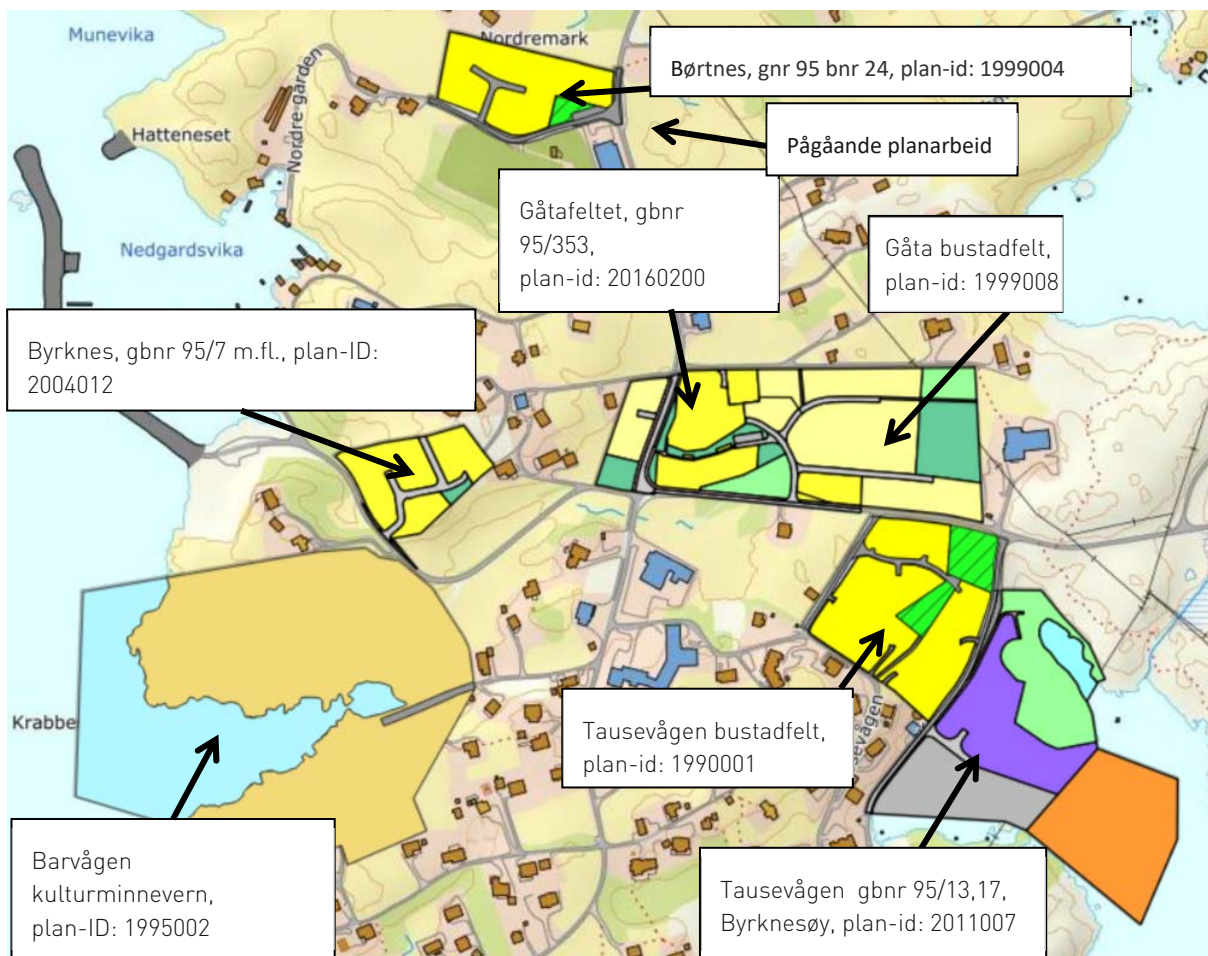 Munevika
Nordremark
Børtnes, gnr 95 bnr 24, plan-id: 1999004
Hatteneset
Nordre-garden
Pågåande planarbeid
Nedgardsvika
Gåtafeltet, gbnr
95/353,
plan-id: 20160200
Gåta bustadfelt,
plan-id: 1999008
Byrknes, gbnr 95/7 m.fl., plan-ID:
2004012
Krabbe
sevågen
Tausevågen bustadfelt,
plan-id: 1990001
Barvågen
kulturminnevern,
plan-ID: 1995002
Tausevågen gbnr 95/13,17,
Byrknesøy, plan-id: 2011007